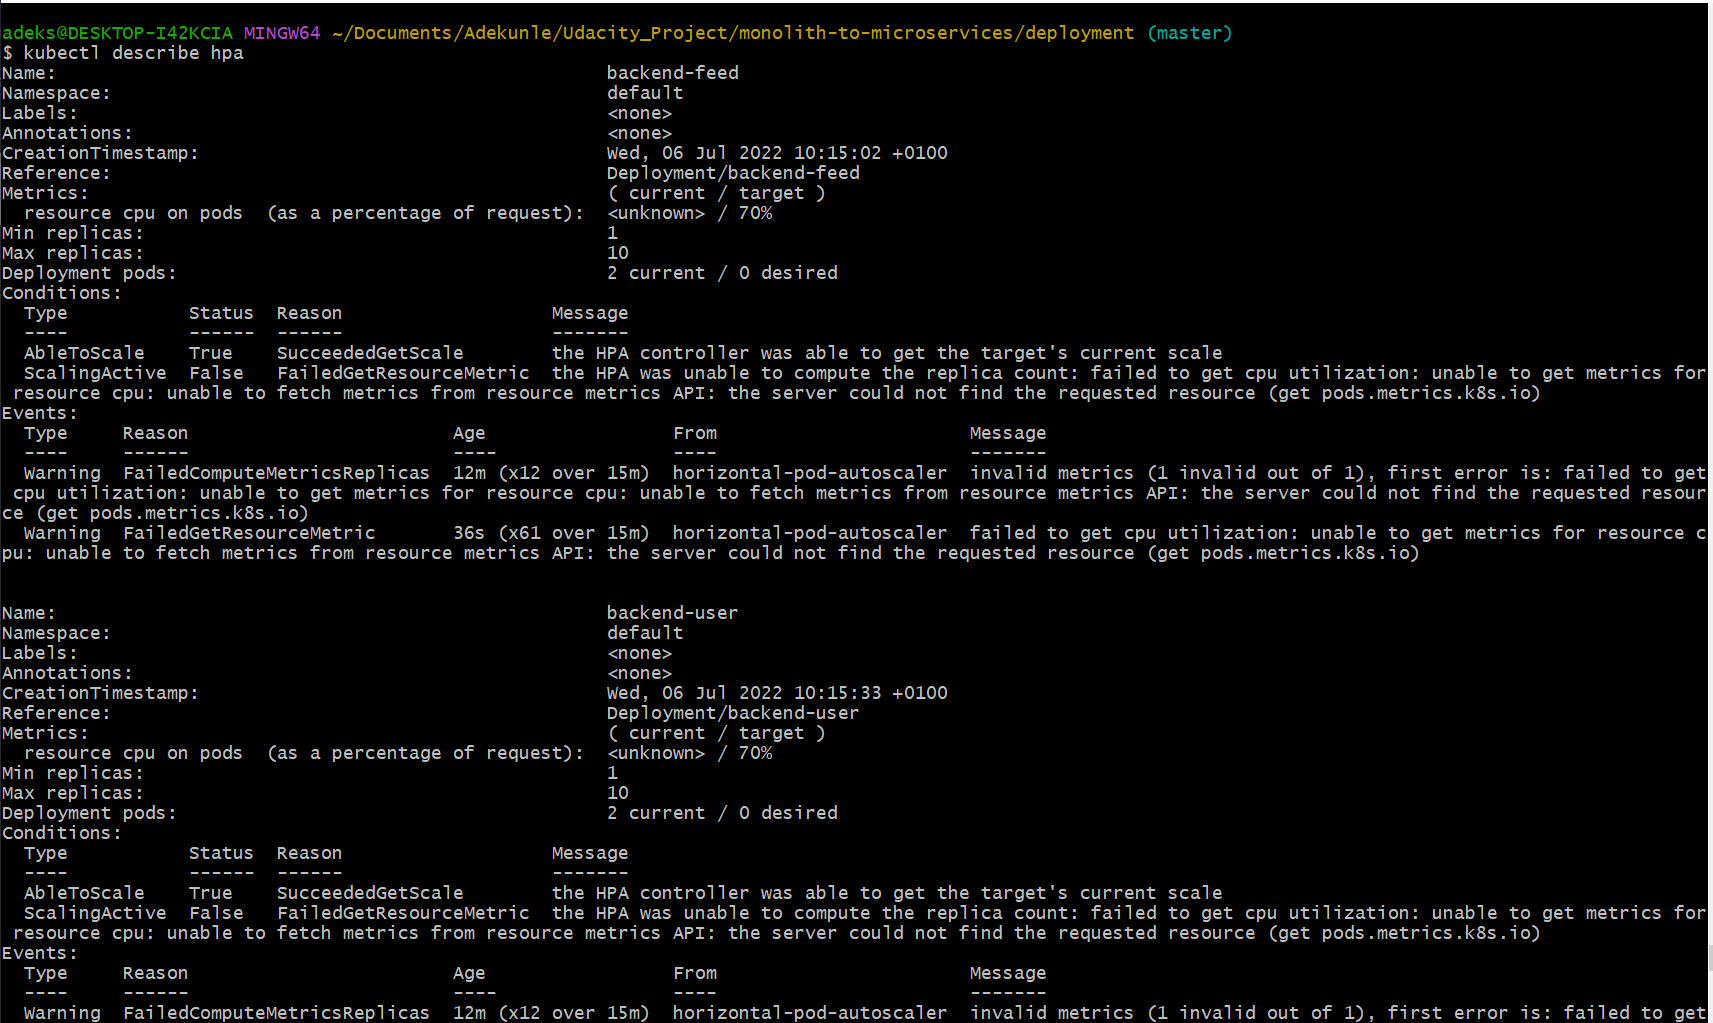 adeks@DESKTOP-I42KCIA MINGW64 ~/Documents/Adekunle/Udacity_Project/monolith-to-microservices/deployment (master)
$ kubectl describe hpa
Name:                                                  backend-feed
Namespace:                                             default
Labels:                                                <none>
Annotations:                                           <none>
CreationTimestamp:                                     Wed, 06 Jul 2022 10:15:02 +0100
Reference:                                             Deployment/backend-feed
Metrics:                                               ( current / target )
  resource cpu on pods  (as a percentage of request):  <unknown> / 70%
Min replicas:                                          1
Max replicas:                                          10
Deployment pods:                                       2 current / 0 desired
Conditions:
  Type           Status  Reason                   Message
  ----           ------  ------                   -------
  AbleToScale    True    SucceededGetScale        the HPA controller was able to get the target's current scale
  ScalingActive  False   FailedGetResourceMetric  the HPA was unable to compute the replica count: failed to get cpu utilization: unable to get metrics for
 resource cpu: unable to fetch metrics from resource metrics API: the server could not find the requested resource (get pods.metrics.k8s.io)
Events:
  Type     Reason                        Age                 From                       Message
  ----     ------                        ----                ----                       -------
  Warning  FailedComputeMetricsReplicas  12m (x12 over 15m)  horizontal-pod-autoscaler  invalid metrics (1 invalid out of 1), first error is: failed to get
 cpu utilization: unable to get metrics for resource cpu: unable to fetch metrics from resource metrics API: the server could not find the requested resour
ce (get pods.metrics.k8s.io)
  Warning  FailedGetResourceMetric       36s (x61 over 15m)  horizontal-pod-autoscaler  failed to get cpu utilization: unable to get metrics for resource c
pu: unable to fetch metrics from resource metrics API: the server could not find the requested resource (get pods.metrics.k8s.io)
Name:                                                  backend-user
Namespace:                                             default
Labels:                                                <none>
Annotations:                                           <none>
CreationTimestamp:                                     Wed, 06 Jul 2022 10:15:33 +0100
Reference:                                             Deployment/backend-user
Metrics:                                               ( current / target )
  resource cpu on pods  (as a percentage of request):  <unknown> / 70%
Min replicas:                                          1
Max replicas:                                          10
Deployment pods:                                       2 current / 0 desired
Conditions:
  Type           Status  Reason                   Message
  ----           ------  ------                   -------
  AbleToScale    True    SucceededGetScale        the HPA controller was able to get the target's current scale
  ScalingActive  False   FailedGetResourceMetric  the HPA was unable to compute the replica count: failed to get cpu utilization: unable to get metrics for
 resource cpu: unable to fetch metrics from resource metrics API: the server could not find the requested resource (get pods.metrics.k8s.io)
Events:
  Type     Reason                        Age                 From                       Message
  ----     ------                        ----                ----                       -------
  Warning  FailedComputeMetricsReplicas  12m (x12 over 15m)  horizontal-pod-autoscaler  invalid metrics (1 invalid out of 1), first error is: failed to get